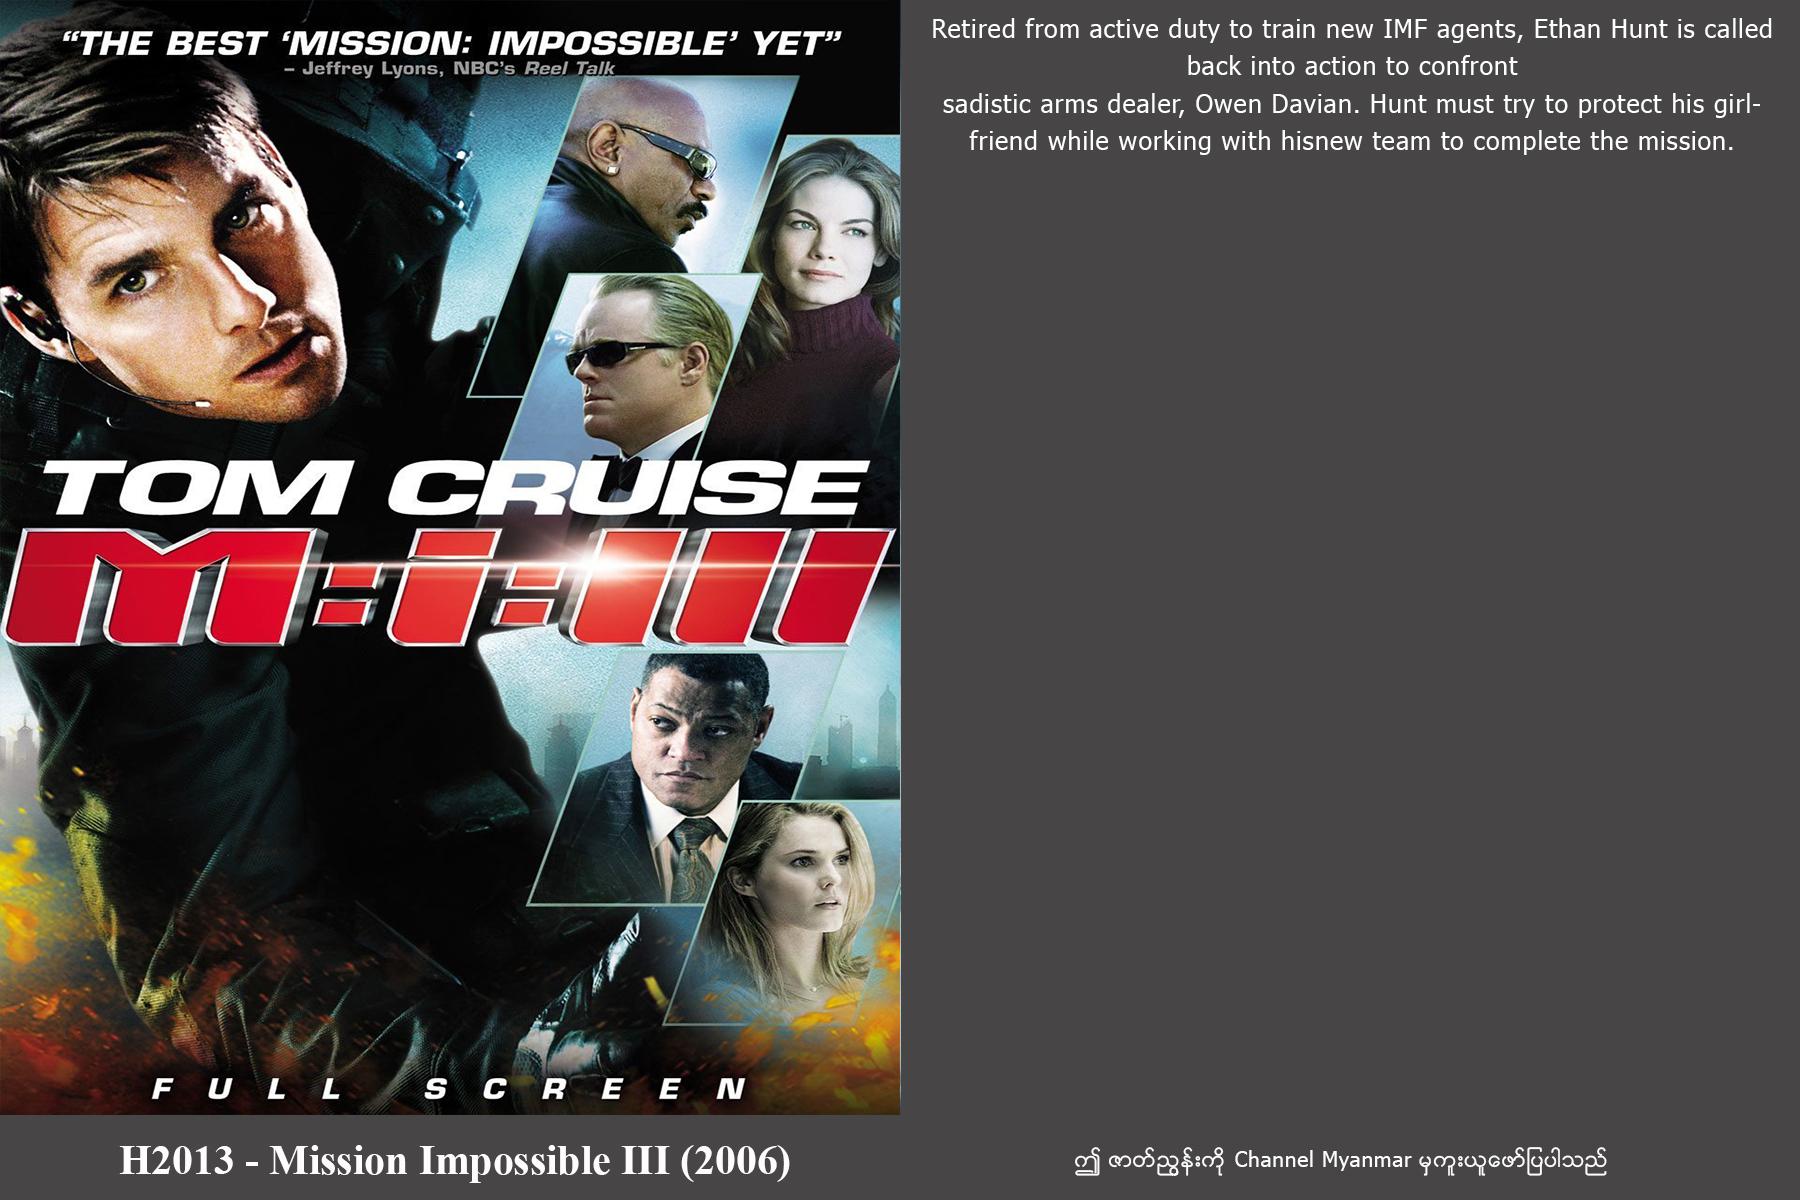 “THE BEST ‘MISSION: IMPOSSIBLE’ YET”
– Jeffrey Lyons, NBC’s Reel Talk
TOM CRUISE
M:i:III
FULL SCREEN
H2013 - Mission Impossible III (2006)
Retired from active duty to train new IMF agents, Ethan Hunt is called
back into action to confront
sadistic arms dealer, Owen Davian. Hunt must try to protect his girl-
friend while working with hisnew team to complete the mission.
ဤ ဇာတ်ညွှန်းကို Channel Myanmar မှကူးယူဖော်ပြပါသည်